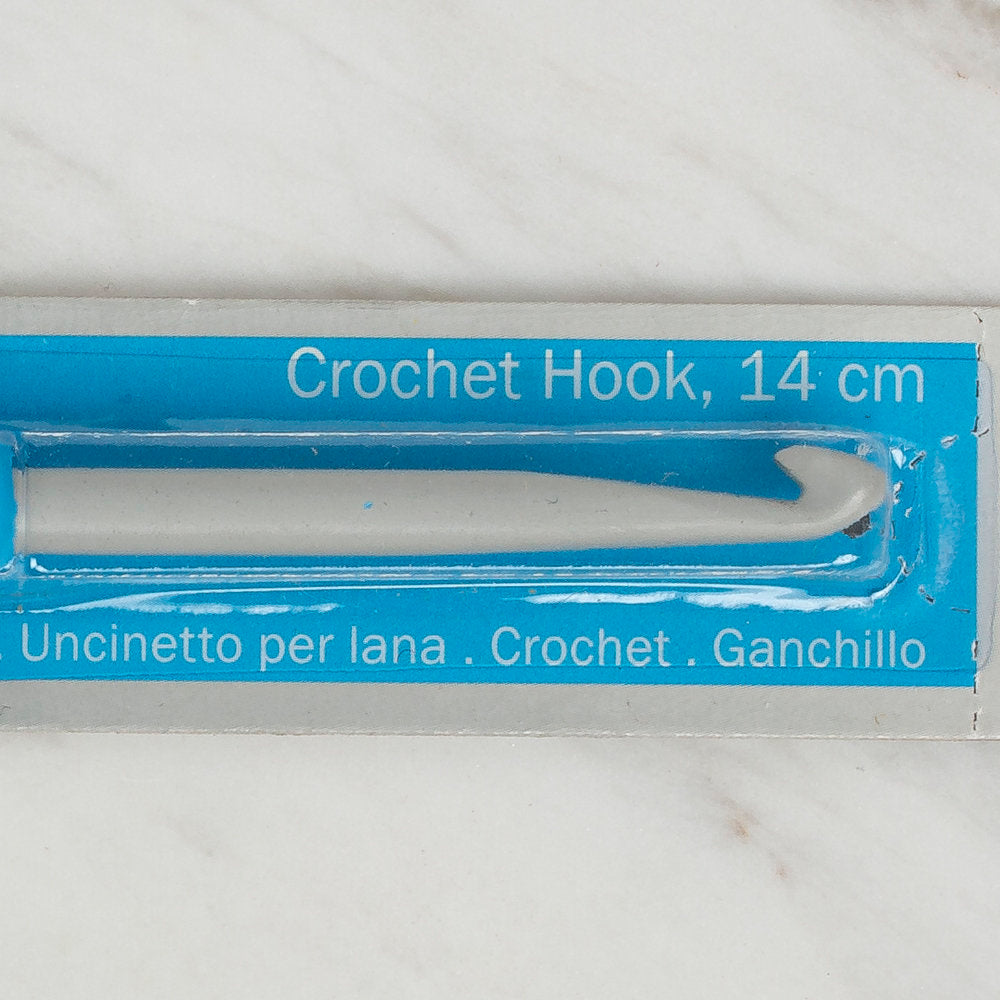 Crochet Hook, 14 cm
. Uncinetto per lana . Crochet . Ganchillo